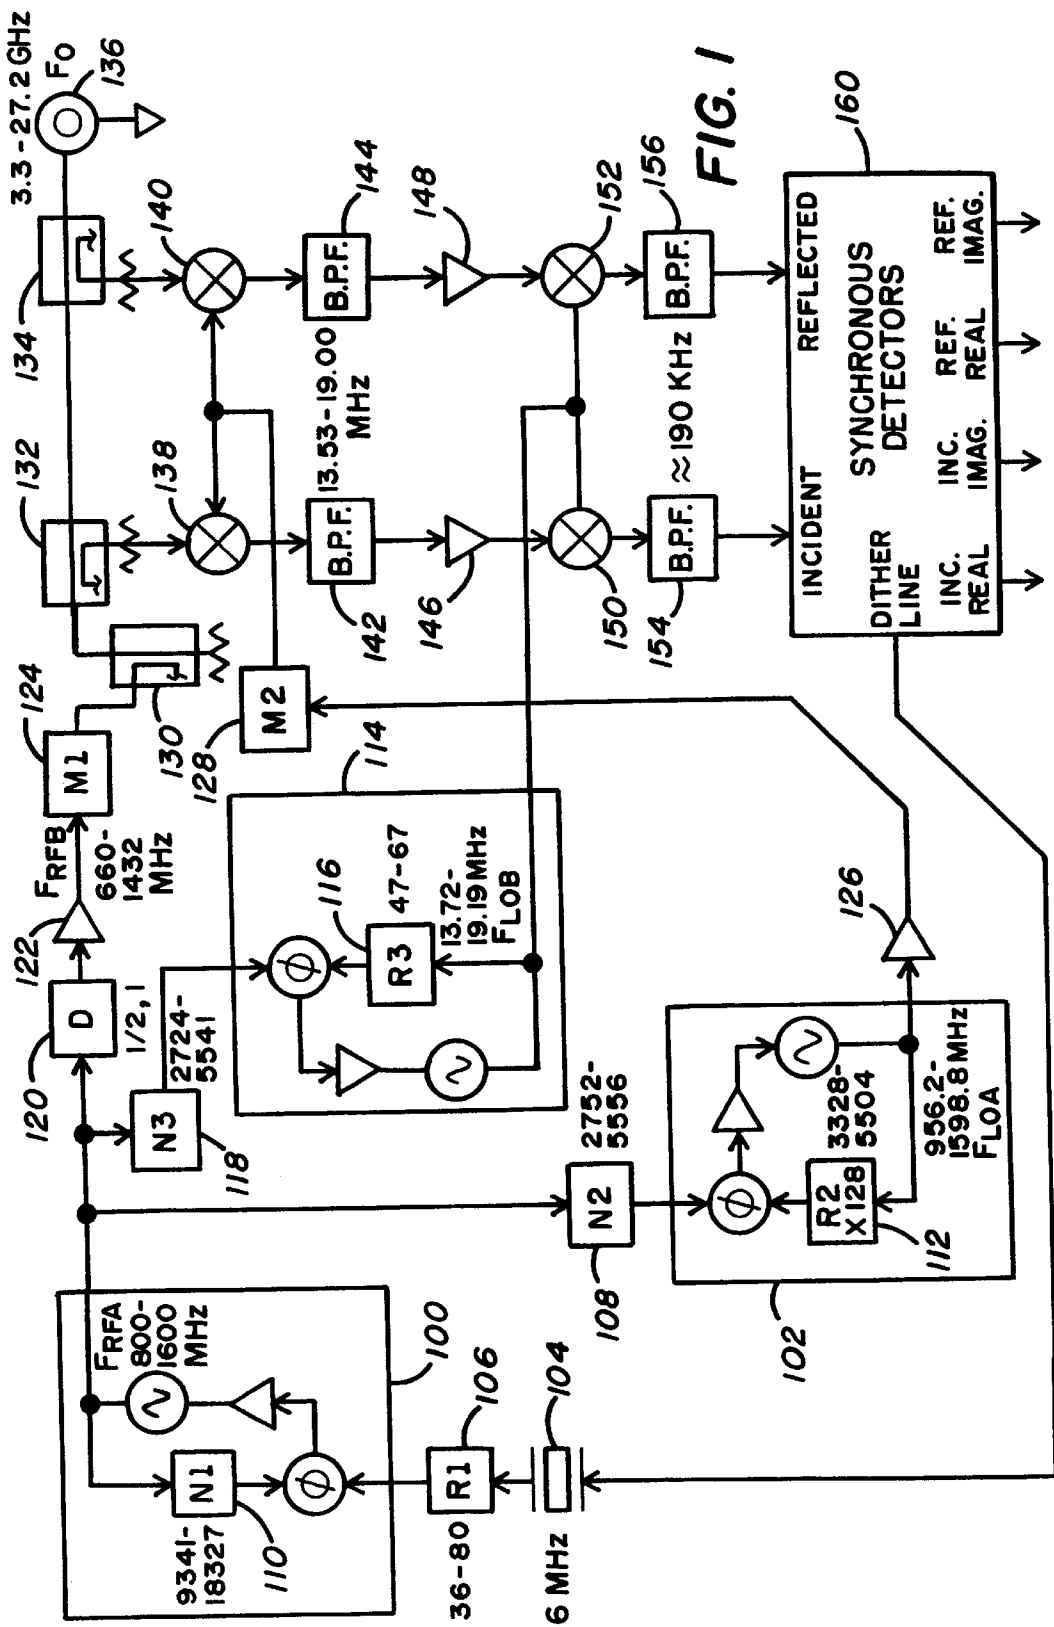 3.3-27.2 GHz
FO
136
134
140
B.P.F.
144
148
152
B.P.F.
156
FIG. 1
160
132
138
13.53-19.00
MHz
B.P.F.
142
146
150
≈190 KHz
B.P.F.
154
REFLECTED
INCIDENT
SYNCHRONOUS
DETECTORS
DITHER
LINE
INC.
REAL
INC.
IMAG.
REF.
REAL
REF.
IMAG.
124
M1
130
M2
128
114
FRFB
660-
1432
MHz
122
D
1/2, 1
120
N3
2724-
5541
118
116
R3
47-67
13.72-
19.19MHz
FLOB
ϕ
∼
126
2752-
5556
N2
108
ϕ
∼
R2
X128
3328-
5504
956.2-
1598.8MHz
FLOA
112
102
FRFA
800-
1600
MHz
∼
N1
9341-
18327
110
ϕ
100
R1
36-80
106
104
6 MHz